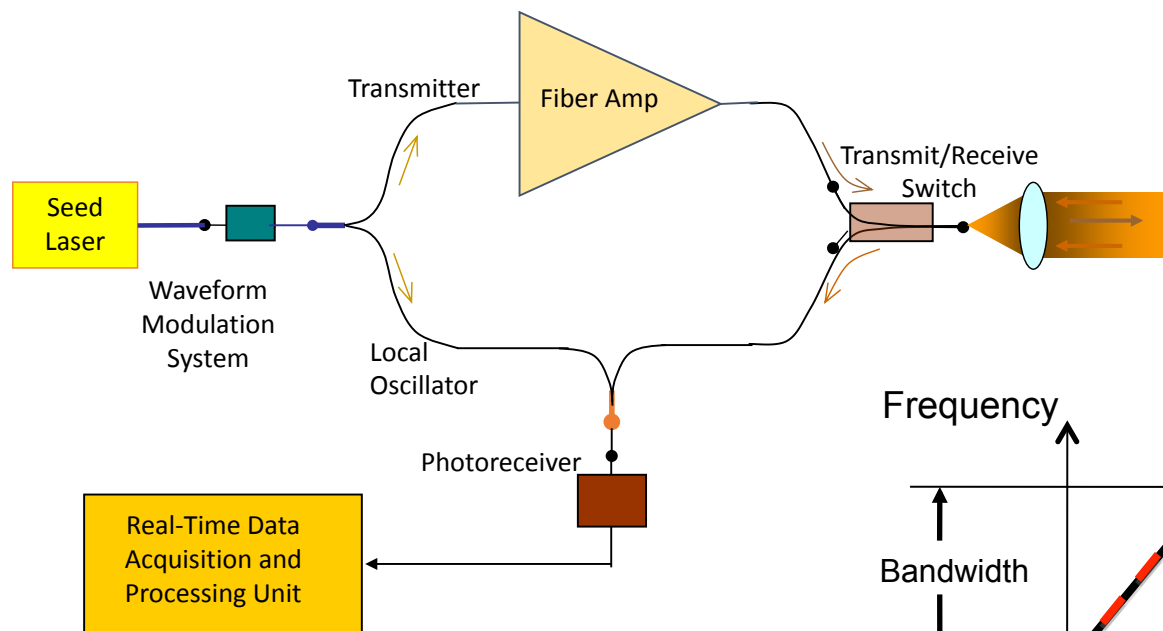 Transmitter
Fiber Amp
Transmit/Receive
Switch
Seed
Laser
Waveform
Modulation
System
Local
Oscillator
Photoreceiver
Real-Time Data
Acquisition and
Processing Unit
Frequency
Bandwidth